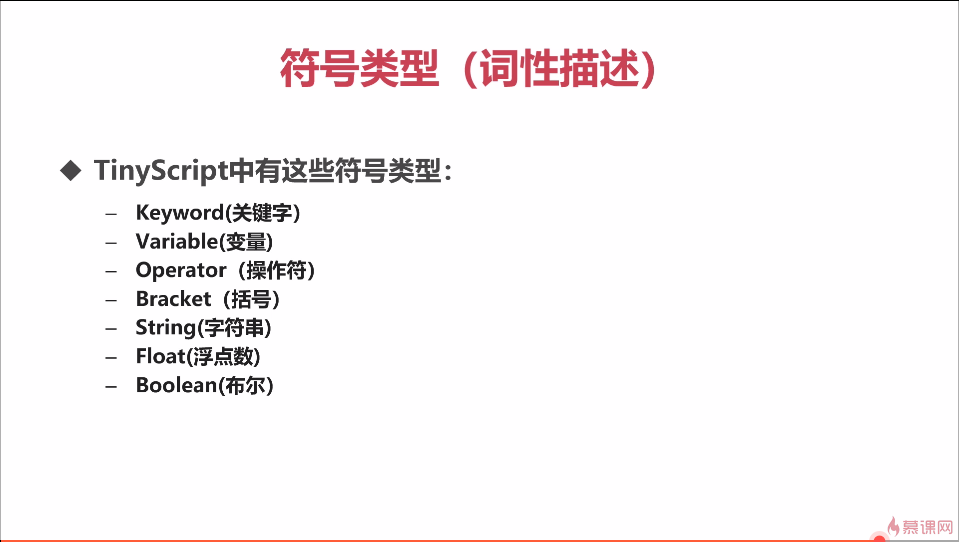 符号类型（词性描述）
◆ TinyScript中有这些符号类型：
– Keyword(关键字)
– Variable(变量)
– Operator（操作符）
– Bracket（括号）
– String(字符串)
– Float(浮点数)
– Boolean(布尔)
慕课网